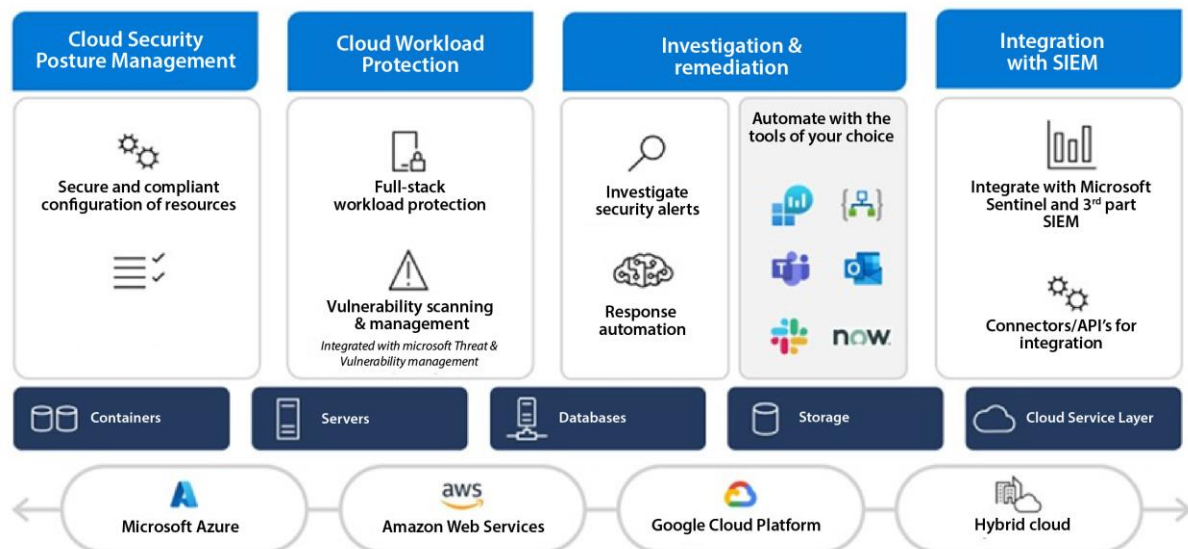 Cloud Security
Posture Management
Cloud Workload
Protection
Investigation &
remediation
Integration
with SIEM
Secure and compliant
configuration of resources
Full-stack
workload protection
Vulnerability scanning
& management
Integrated with microsoft Threat &
Vulnerability management
Investigate
security alerts
Response
automation
Automate with the
tools of your choice
T
O
now
Integrate with Microsoft
Sentinel and 3rd part
SIEM
Connectors/API's for
integration
Containers
Servers
Databases
Storage
Cloud Service Layer
Microsoft Azure
aws
Amazon Web Services
Google Cloud Platform
Hybrid cloud